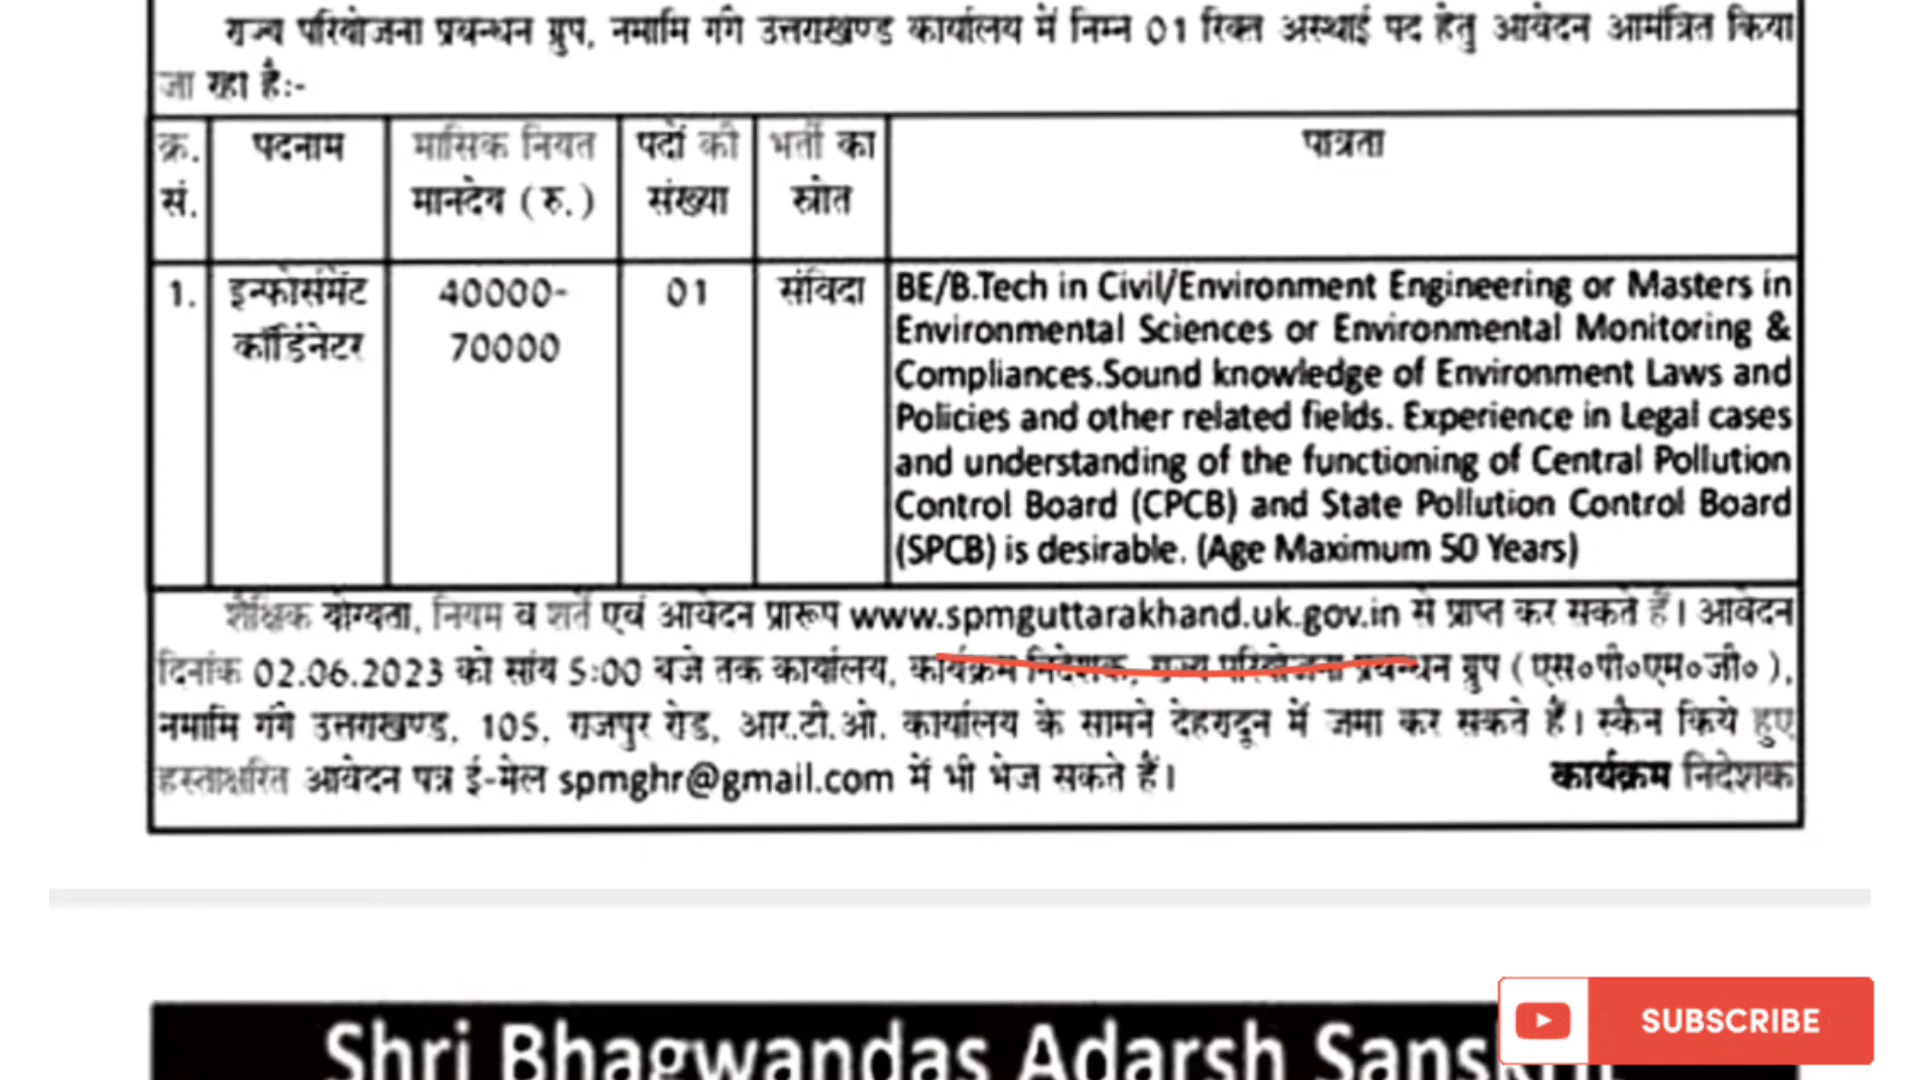 राज्य परियोजना प्रबन्धन ग्रुप, नमामि गंगे उत्तराखण्ड कार्यालय में निम्न 01 रिक्त अस्थाई पद हेतु आवेदन आमंत्रित किया
जा रहा है:-
क्र. सं.
पदनाम
मासिक नियत मानदेय (रु.)
पदों की संख्या
भर्ती का स्रोत
पात्रता
1.
इन्फोर्समेंट
कॉर्डिनेटर
40000-
70000
01
संविदा
BE/B.Tech in Civil/Environment Engineering or Masters in
Environmental Sciences or Environmental Monitoring &
Compliances.Sound knowledge of Environment Laws and
Policies and other related fields. Experience in Legal cases
and understanding of the functioning of Central Pollution
Control Board (CPCB) and State Pollution Control Board
(SPCB) is desirable. (Age Maximum 50 Years)
शैक्षिक योग्यता, नियम व शर्तें एवं आवेदन प्रारूप www.spmguttarakhand.uk.gov.in से प्राप्त कर सकते हैं। आवेदन
दिनांक 02.06.2023 को सांय 5:00 बजे तक कार्यालय, कार्यक्रम निदेशक, राज्य परियोजना प्रबन्धन ग्रुप (एस०पी०एम०जी०),
नमामि गंगे उत्तराखण्ड, 105, राजपुर रोड, आर.टी.ओ. कार्यालय के सामने देहरादून में जमा कर सकते हैं। स्कैन किये हुए
हस्ताक्षरित आवेदन पत्र ई-मेल spmghr@gmail.com में भी भेज सकते हैं।
कार्यक्रम निदेशक
Shri Bhagwandas Adarsh
SUBSCRIBE